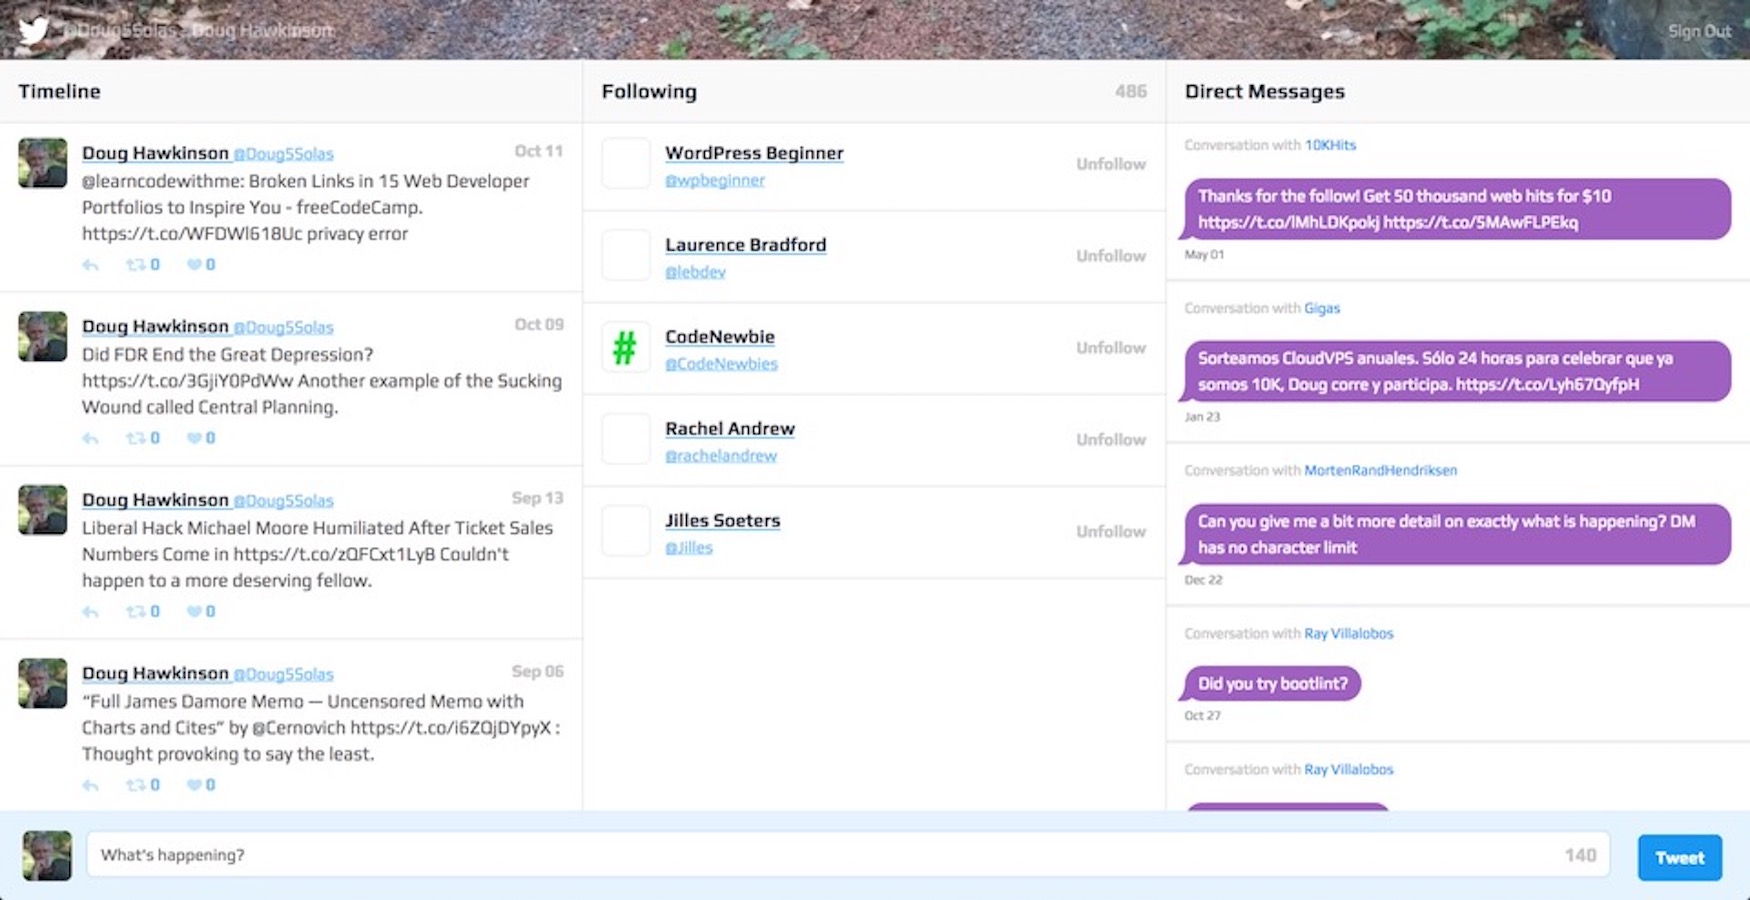 @Doug5Solas - Doug Hawkinson
Sign Out
Timeline
Doug Hawkinson @Doug5Solas
Oct 11
@learncodewithme: Broken Links in 15 Web Developer
Portfolios to Inspire You - freeCodeCamp.
https://t.co/WFDWl618Uc privacy error
0
0
Doug Hawkinson @Doug5Solas
Oct 09
Did FDR End the Great Depression?
https://t.co/3GjiY0PdWw Another example of the Sucking
Wound called Central Planning.
0
0
Doug Hawkinson @Doug5Solas
Sep 13
Liberal Hack Michael Moore Humiliated After Ticket Sales
Numbers Come in https://t.co/zQFCxt1LyB Couldn't
happen to a more deserving fellow.
0
0
Doug Hawkinson @Doug5Solas
Sep 06
“Full James Damore Memo — Uncensored Memo with
Charts and Cites” by @Cernovich https://t.co/i6ZQjDYpyX :
Thought provoking to say the least.
0
0
Following
486
WordPress Beginner
@wpbeginner
Unfollow
Laurence Bradford
@lebdev
Unfollow
#
CodeNewbie
@CodeNewbies
Unfollow
Rachel Andrew
@rachelandrew
Unfollow
Jilles Soeters
@Jilles
Unfollow
Direct Messages
Conversation with 10KHits
Thanks for the follow! Get 50 thousand web hits for $10
https://t.co/lMhLDKpokj https://t.co/5MAwFLPEkq
May 01
Conversation with Gigas
Sorteamos CloudVPS anuales. Sólo 24 horas para celebrar que ya
somos 10K, Doug corre y participa. https://t.co/Lyh67QyfpH
Jan 23
Conversation with MortenRandHendriksen
Can you give me a bit more detail on exactly what is happening? DM
has no character limit
Dec 22
Conversation with Ray Villalobos
Did you try bootlint?
Oct 27
Conversation with Ray Villalobos
What's happening?
140
Tweet